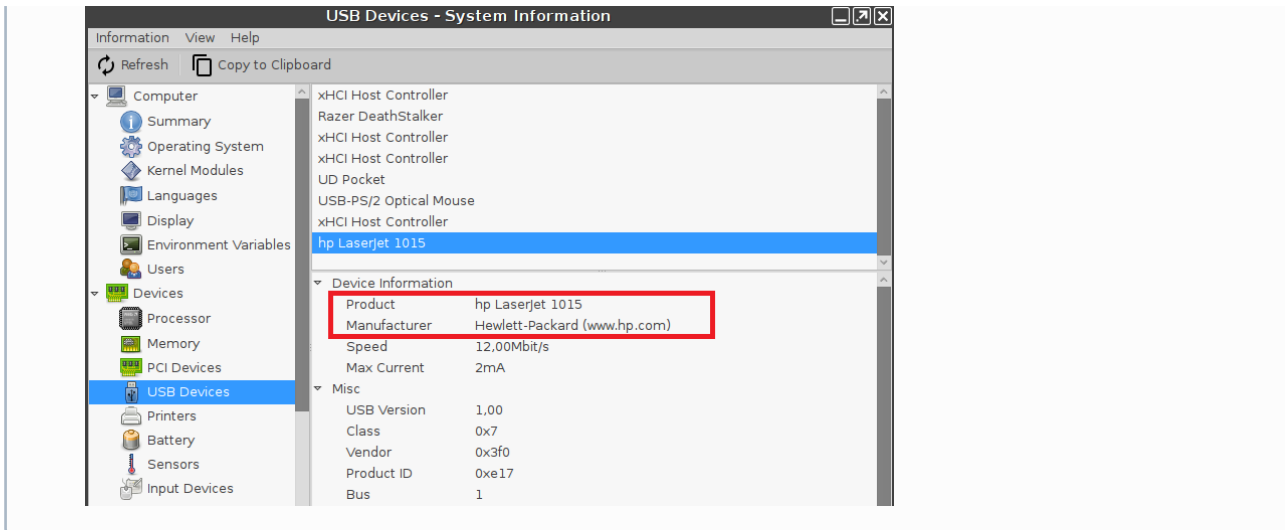 USB Devices - System Information
Information View Help
Refresh Copy to Clipboard
Computer
Summary
Operating System
Kernel Modules
Languages
Display
Environment Variables
Users
Devices
Processor
Memory
PCI Devices
USB Devices
Printers
Battery
Sensors
Input Devices
xHCI Host Controller
Razer DeathStalker
xHCI Host Controller
xHCI Host Controller
UD Pocket
USB-PS/2 Optical Mouse
xHCI Host Controller
hp LaserJet 1015
Device Information
Product hp LaserJet 1015
Manufacturer Hewlett-Packard (www.hp.com)
Speed 12,00Mbit/s
Max Current 2mA
Misc
USB Version 1,00
Class 0x7
Vendor 0x3f0
Product ID 0xe17
Bus 1